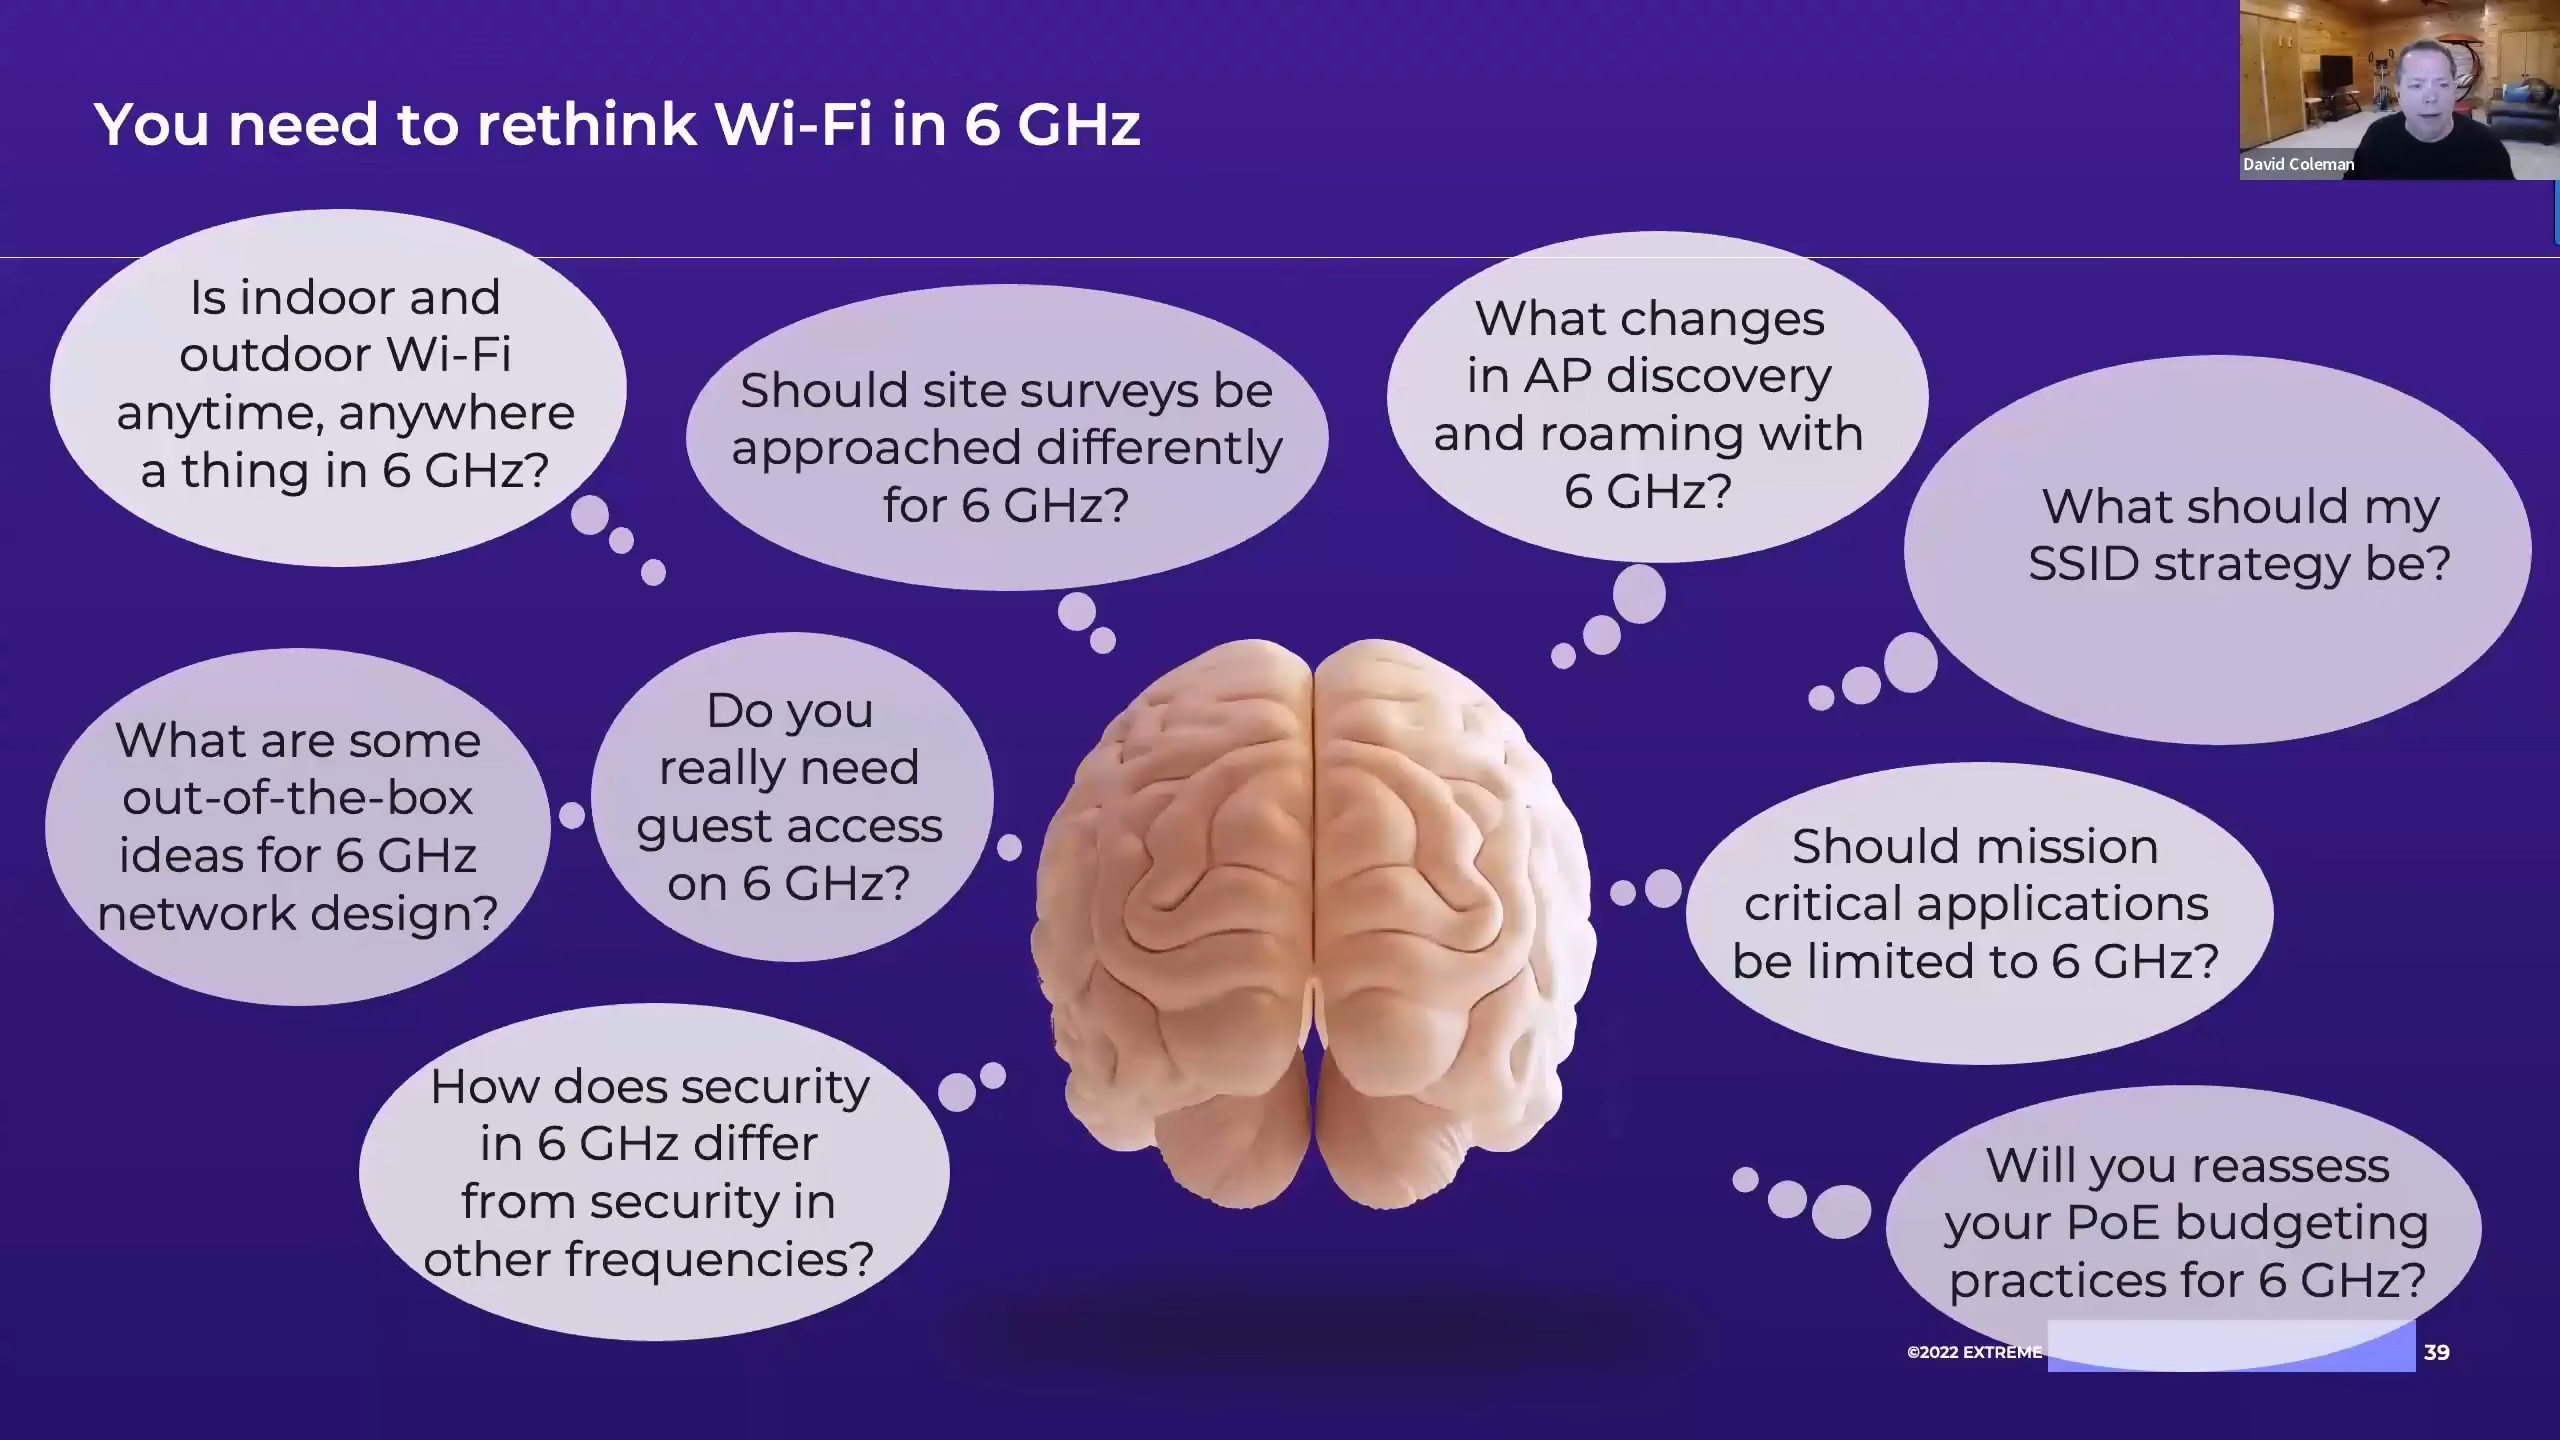 You need to rethink Wi-Fi in 6 GHz
David Coleman
Is indoor and
outdoor Wi-Fi
anytime, anywhere
a thing in 6 GHz?
Should site surveys be
approached differently
for 6 GHz?
What changes
in AP discovery
and roaming with
6 GHz?
What should my
SSID strategy be?
What are some
out-of-the-box
ideas for 6 GHz
network design?
Do you
really need
guest access
on 6 GHz?
Should mission
critical applications
be limited to 6 GHz?
How does security
in 6 GHz differ
from security in
other frequencies?
Will you reassess
your PoE budgeting
practices for 6 GHz?
©2022 EXTREME
39